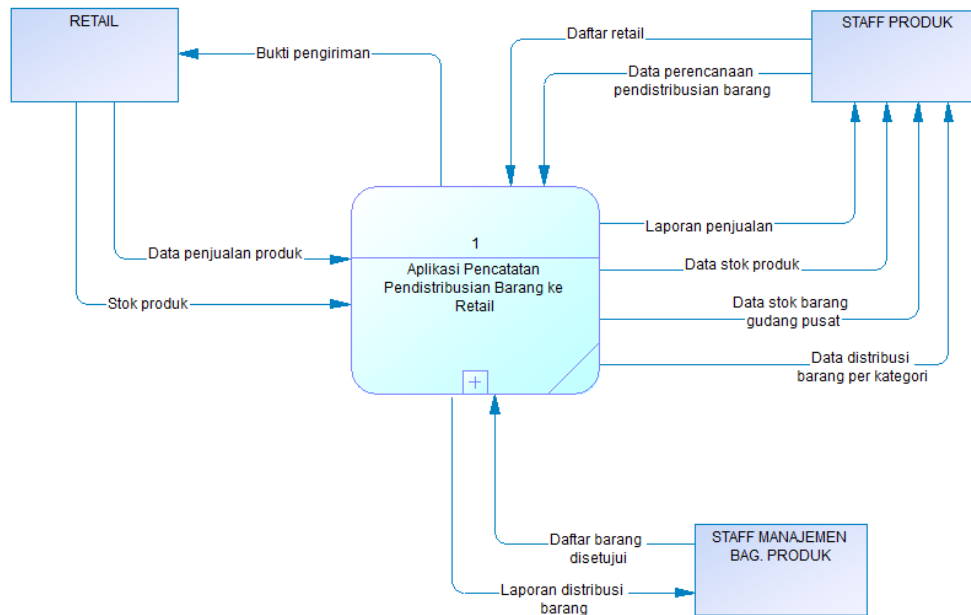 RETAIL
STAFF PRODUK
Bukti pengiriman
Daftar retail
Data perencanaan
pendistribusian barang
Data penjualan produk
Stok produk
1
Aplikasi Pencatatan
Pendistribusian Barang ke
Retail
Laporan penjualan
Data stok produk
Data stok barang
gudang pusat
Data distribusi
barang per kategori
Daftar barang
disetujui
Laporan distribusi
barang
STAFF MANAJEMEN
BAG. PRODUK